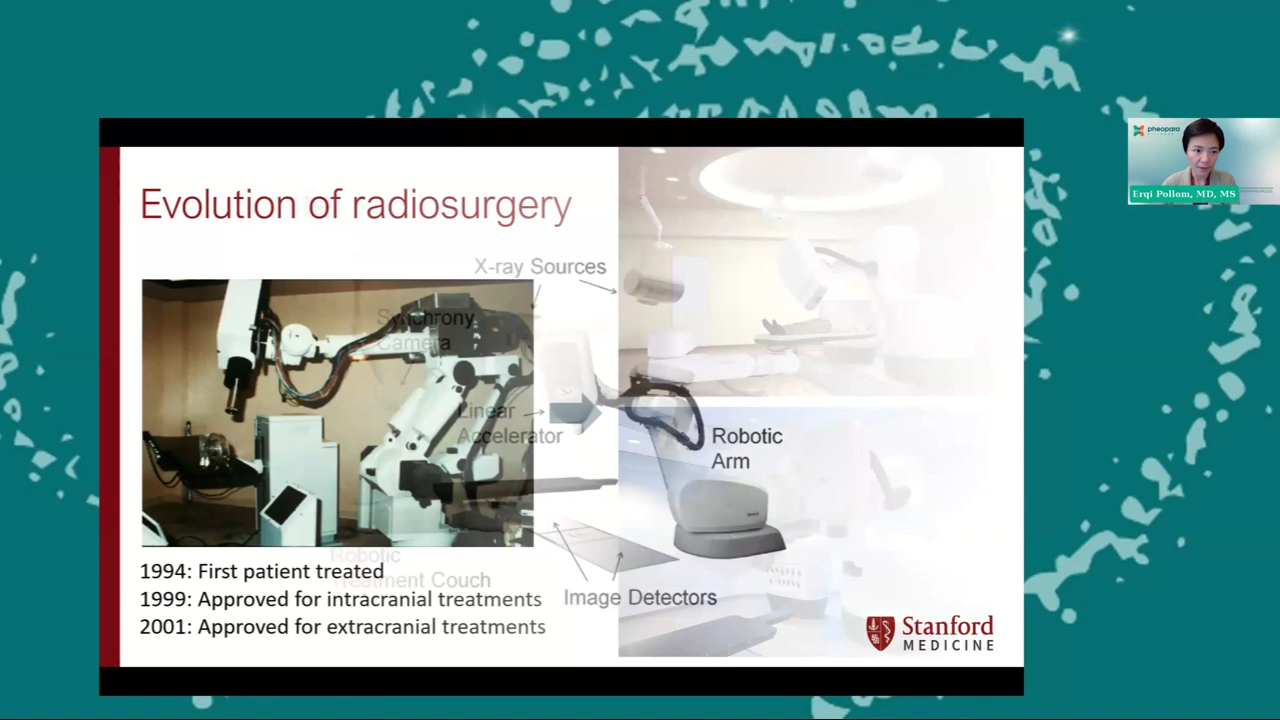 Evolution of radiosurgery
X-ray Sources
Synchrony
Camera
Linear
Accelerator
Robotic
Arm
Robotic
Treatment Couch
Image Detectors
1994: First patient treated
1999: Approved for intracranial treatments
2001: Approved for extracranial treatments
Stanford
MEDICINE
pheopara
Erqi Pollom, MD, MS